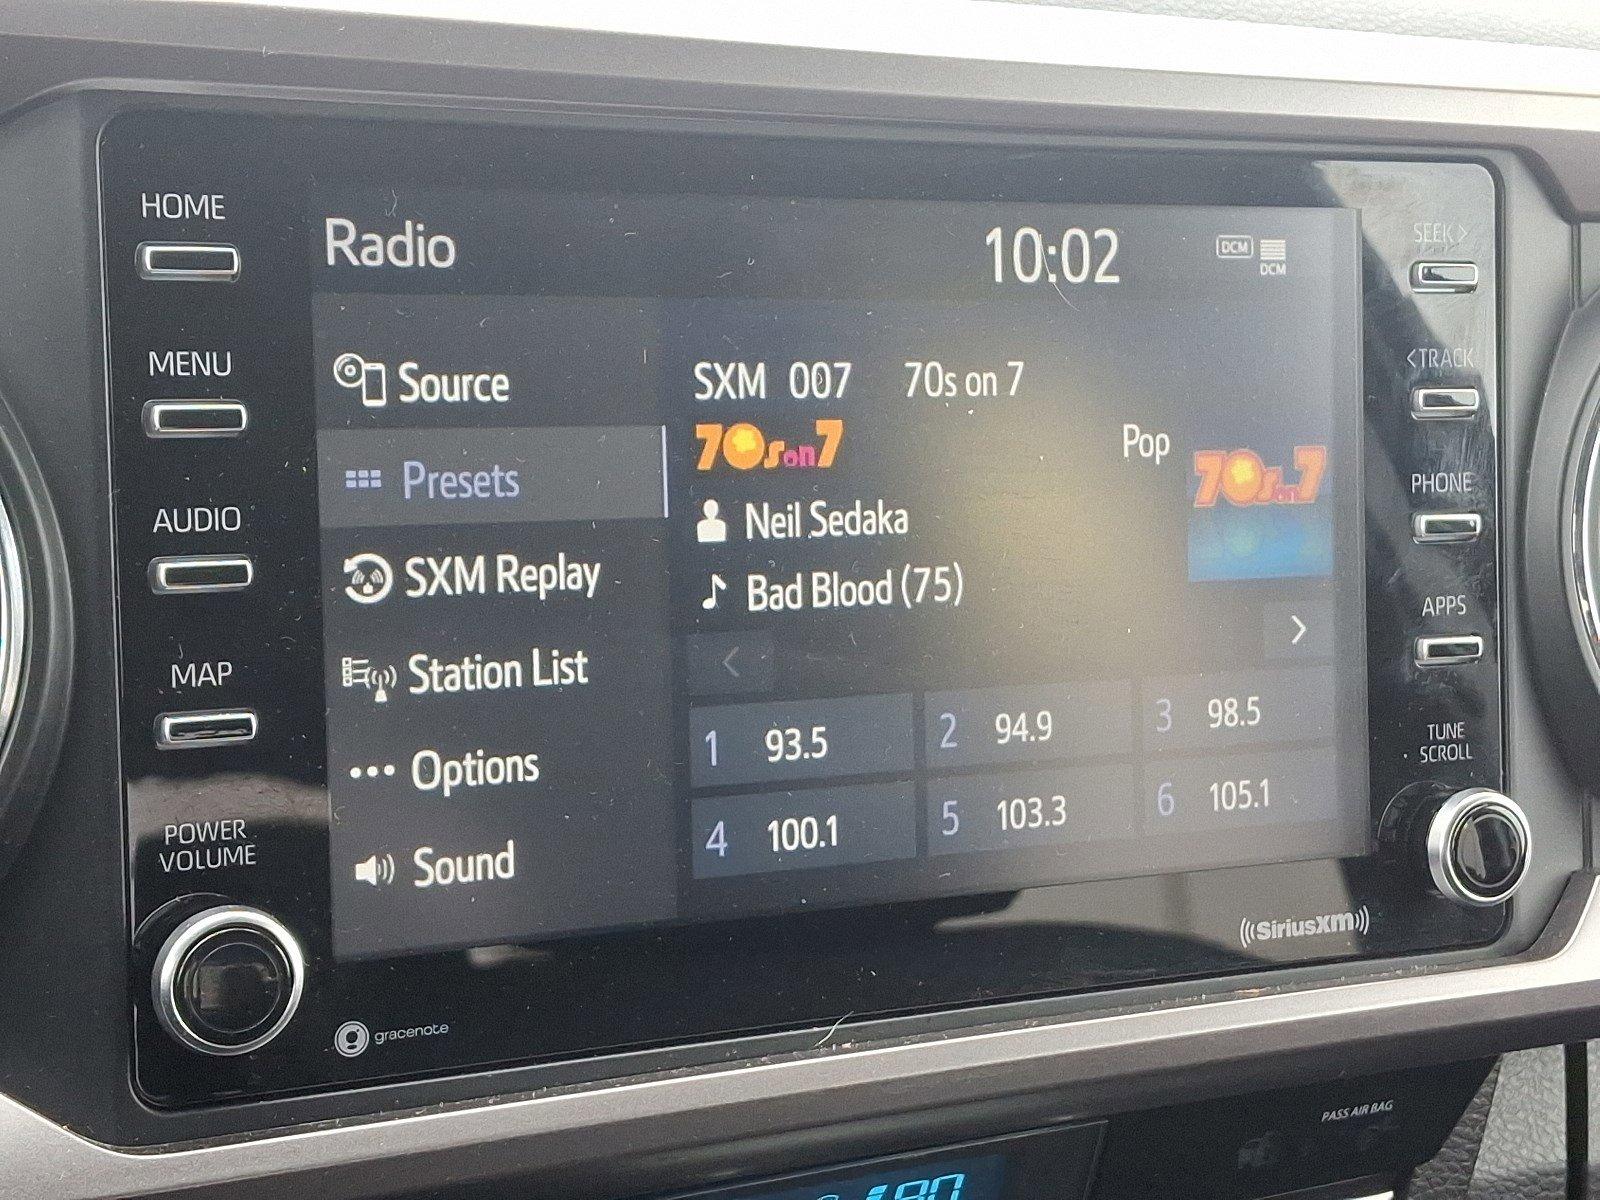 HOME
MENU
AUDIO
MAP
POWER
VOLUME
Radio
10:02
DCM
DCM
Source
Presets
SXM Replay
Station List
Options
Sound
SXM 007 70s on 7
70s on 7
Pop
70s on 7
Neil Sedaka
Bad Blood (75)
<
>
1 93.5
2 94.9
3 98.5
4 100.1
5 103.3
6 105.1
SEEK >
< TRACK
PHONE
APPS
TUNE
SCROLL
SiriusXM
gracenote
PASS AIR BAG